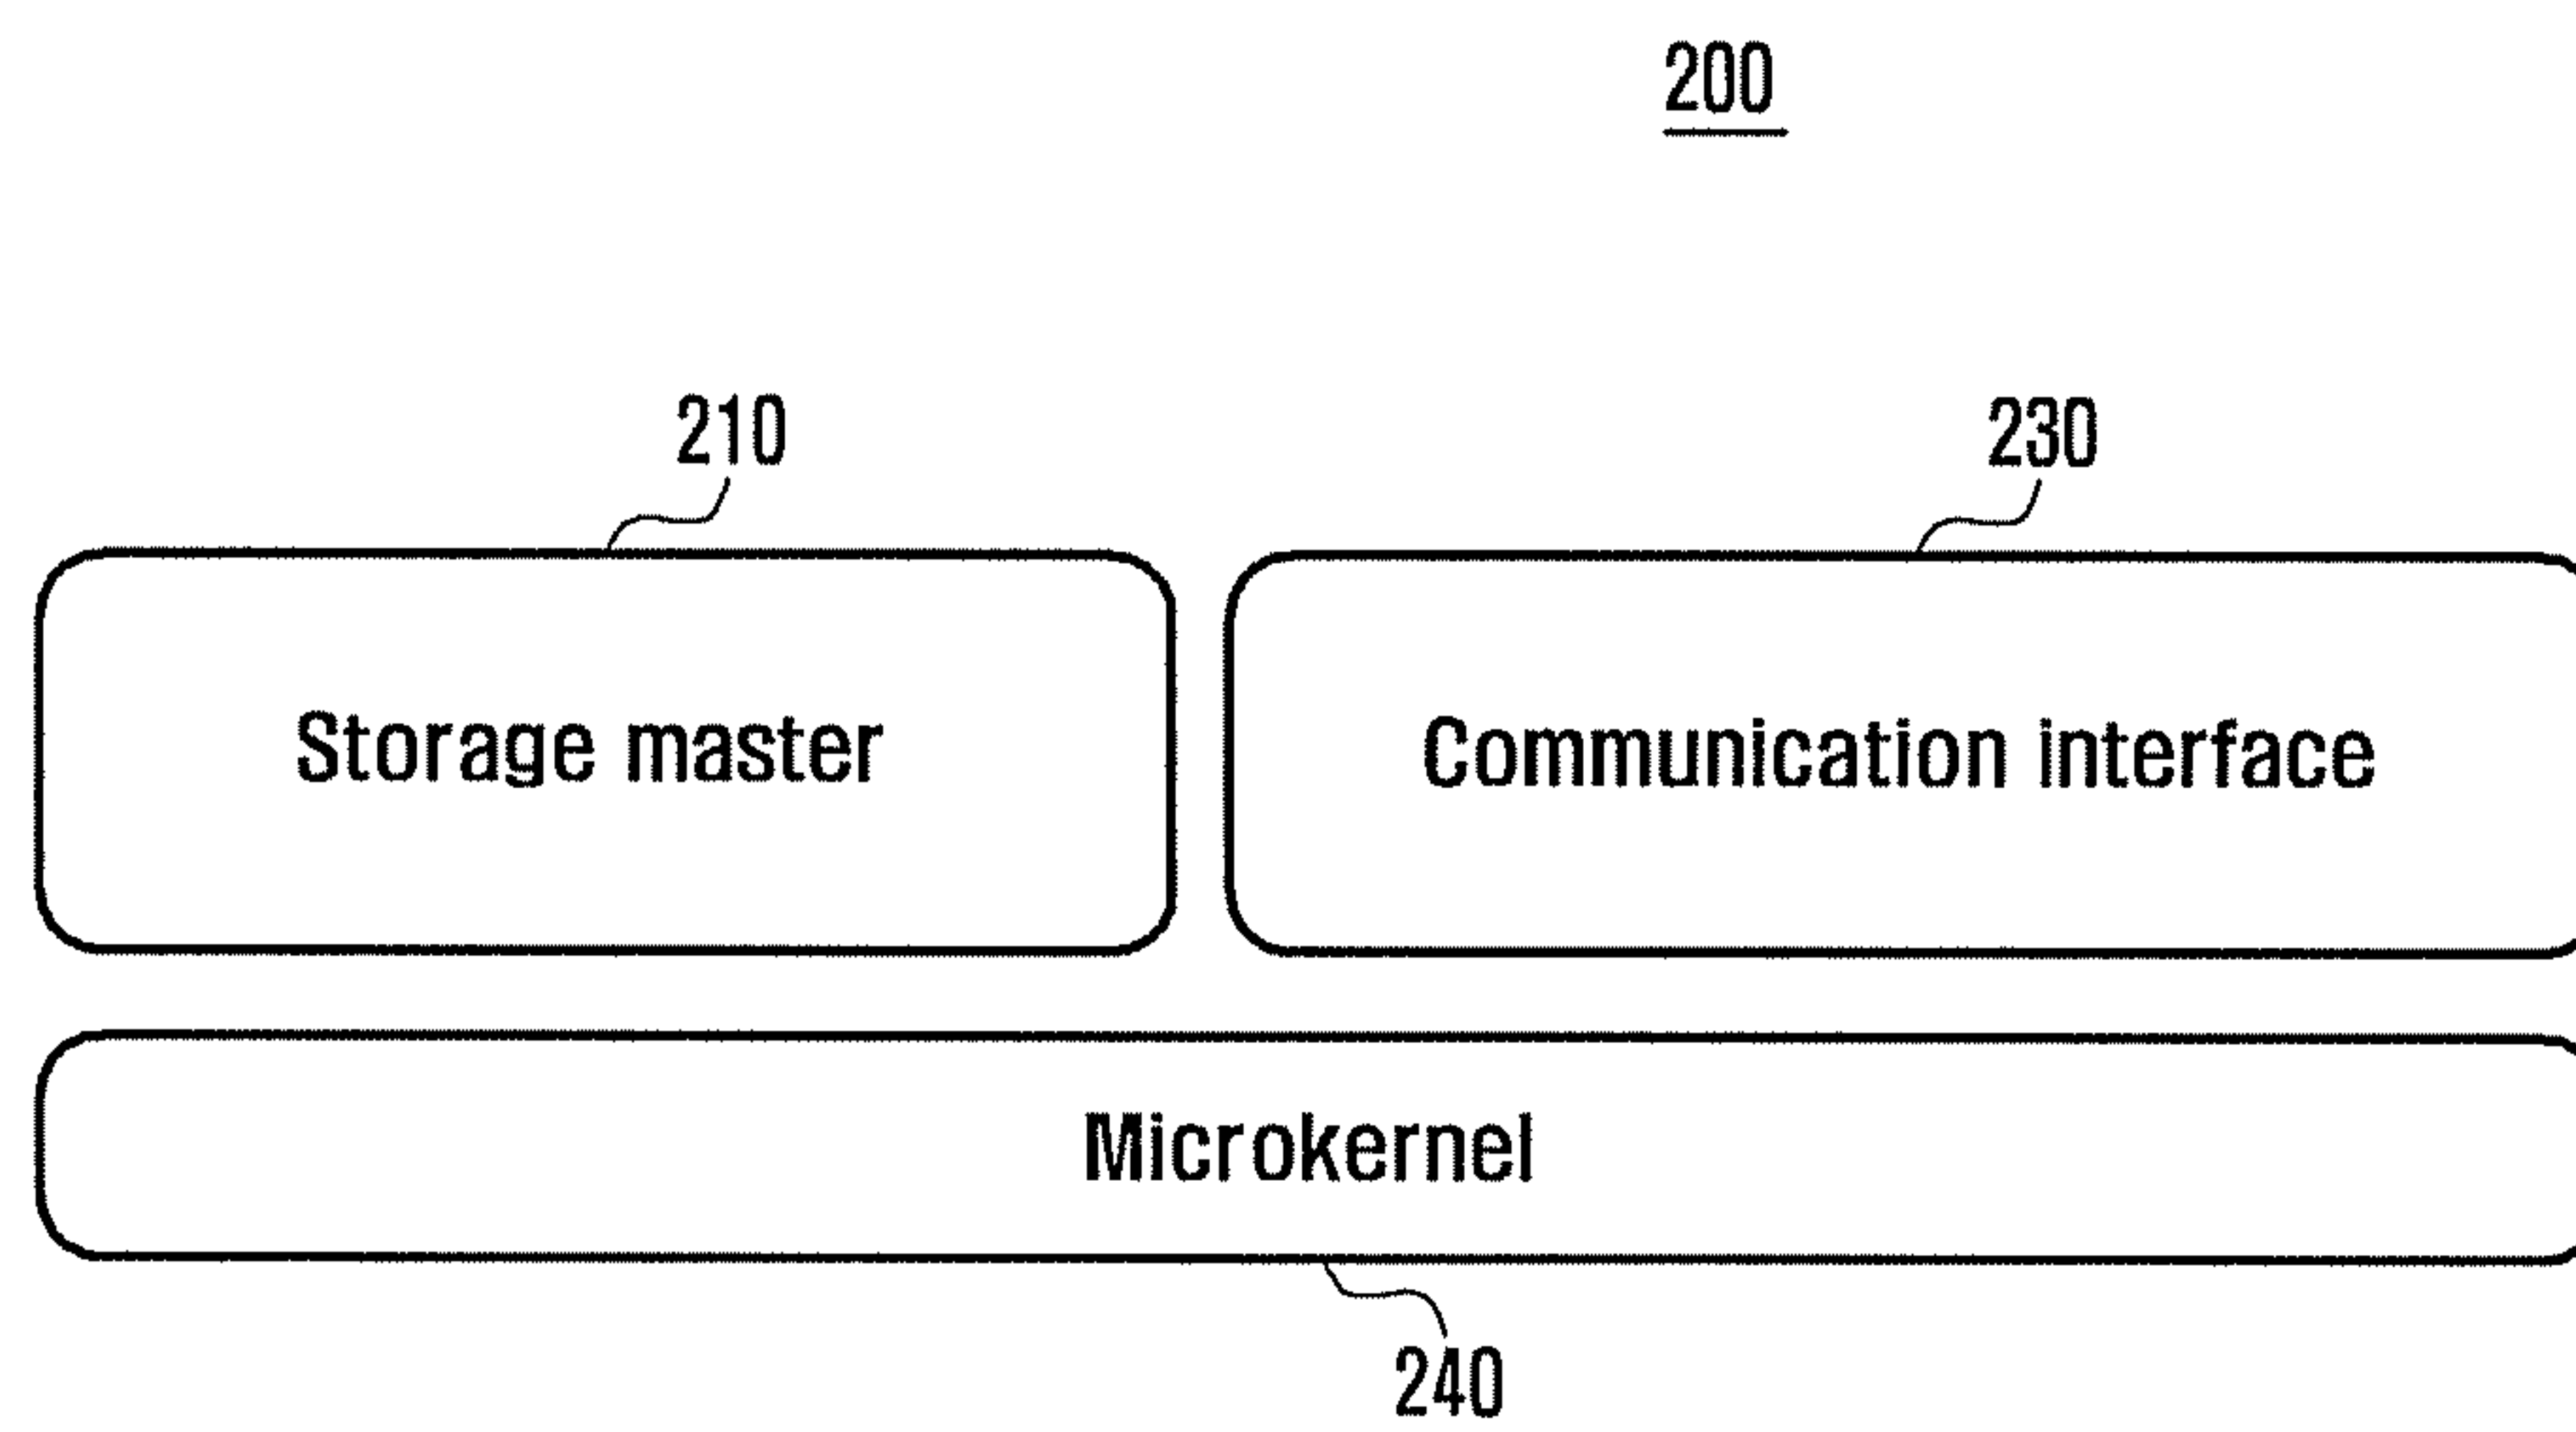 200
210
230
Storage master
Communication interface
Microkernel
240